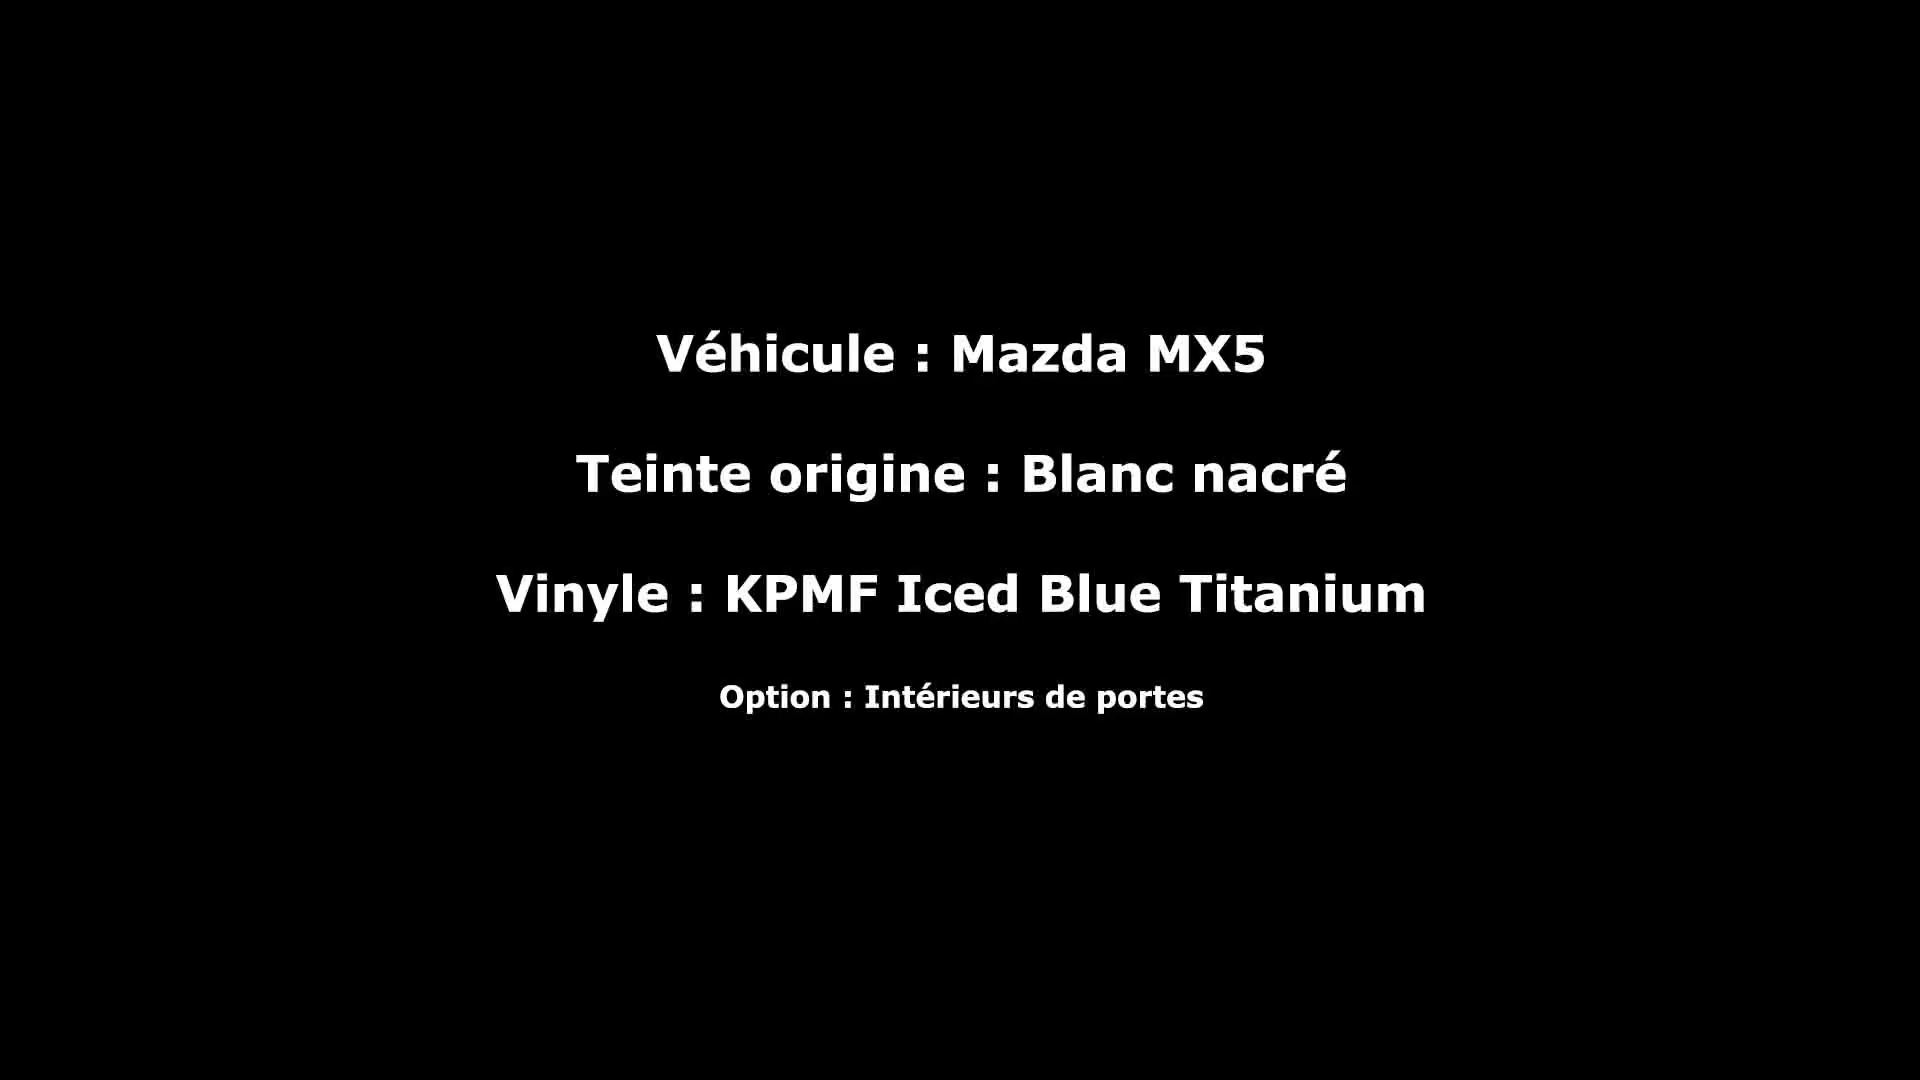 Véhicule : Mazda MX5
Teinte origine : Blanc nacré
Vinyle : KPMF Iced Blue Titanium
Option : Intérieurs de portes